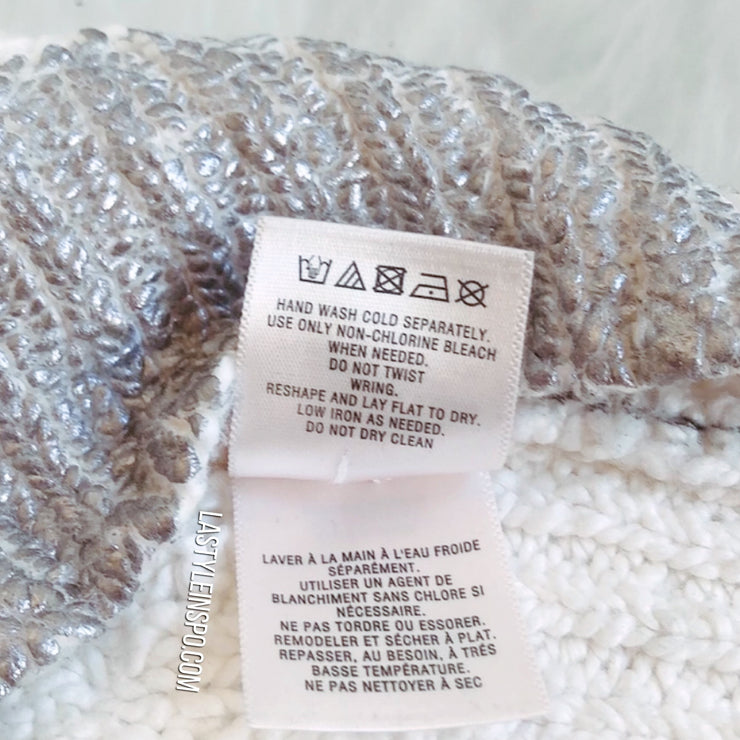 HAND WASH COLD SEPARATELY.
USE ONLY NON-CHLORINE BLEACH
WHEN NEEDED.
DO NOT TWIST
WRING.
RESHAPE AND LAY FLAT TO DRY.
LOW IRON AS NEEDED.
DO NOT DRY CLEAN
LAVER À LA MAIN À L'EAU FROIDE
SÉPARÉMENT.
UTILISER UN AGENT DE
BLANCHIMENT SANS CHLORE SI
NÉCESSAIRE.
NE PAS TORDRE OU ESSORER.
REMODELER ET SÉCHER À PLAT.
REPASSER, AU BESOIN, À TRÈS
BASSE TEMPÉRATURE.
NE PAS NETTOYER À SEC
LASTYLEINSPO.COM